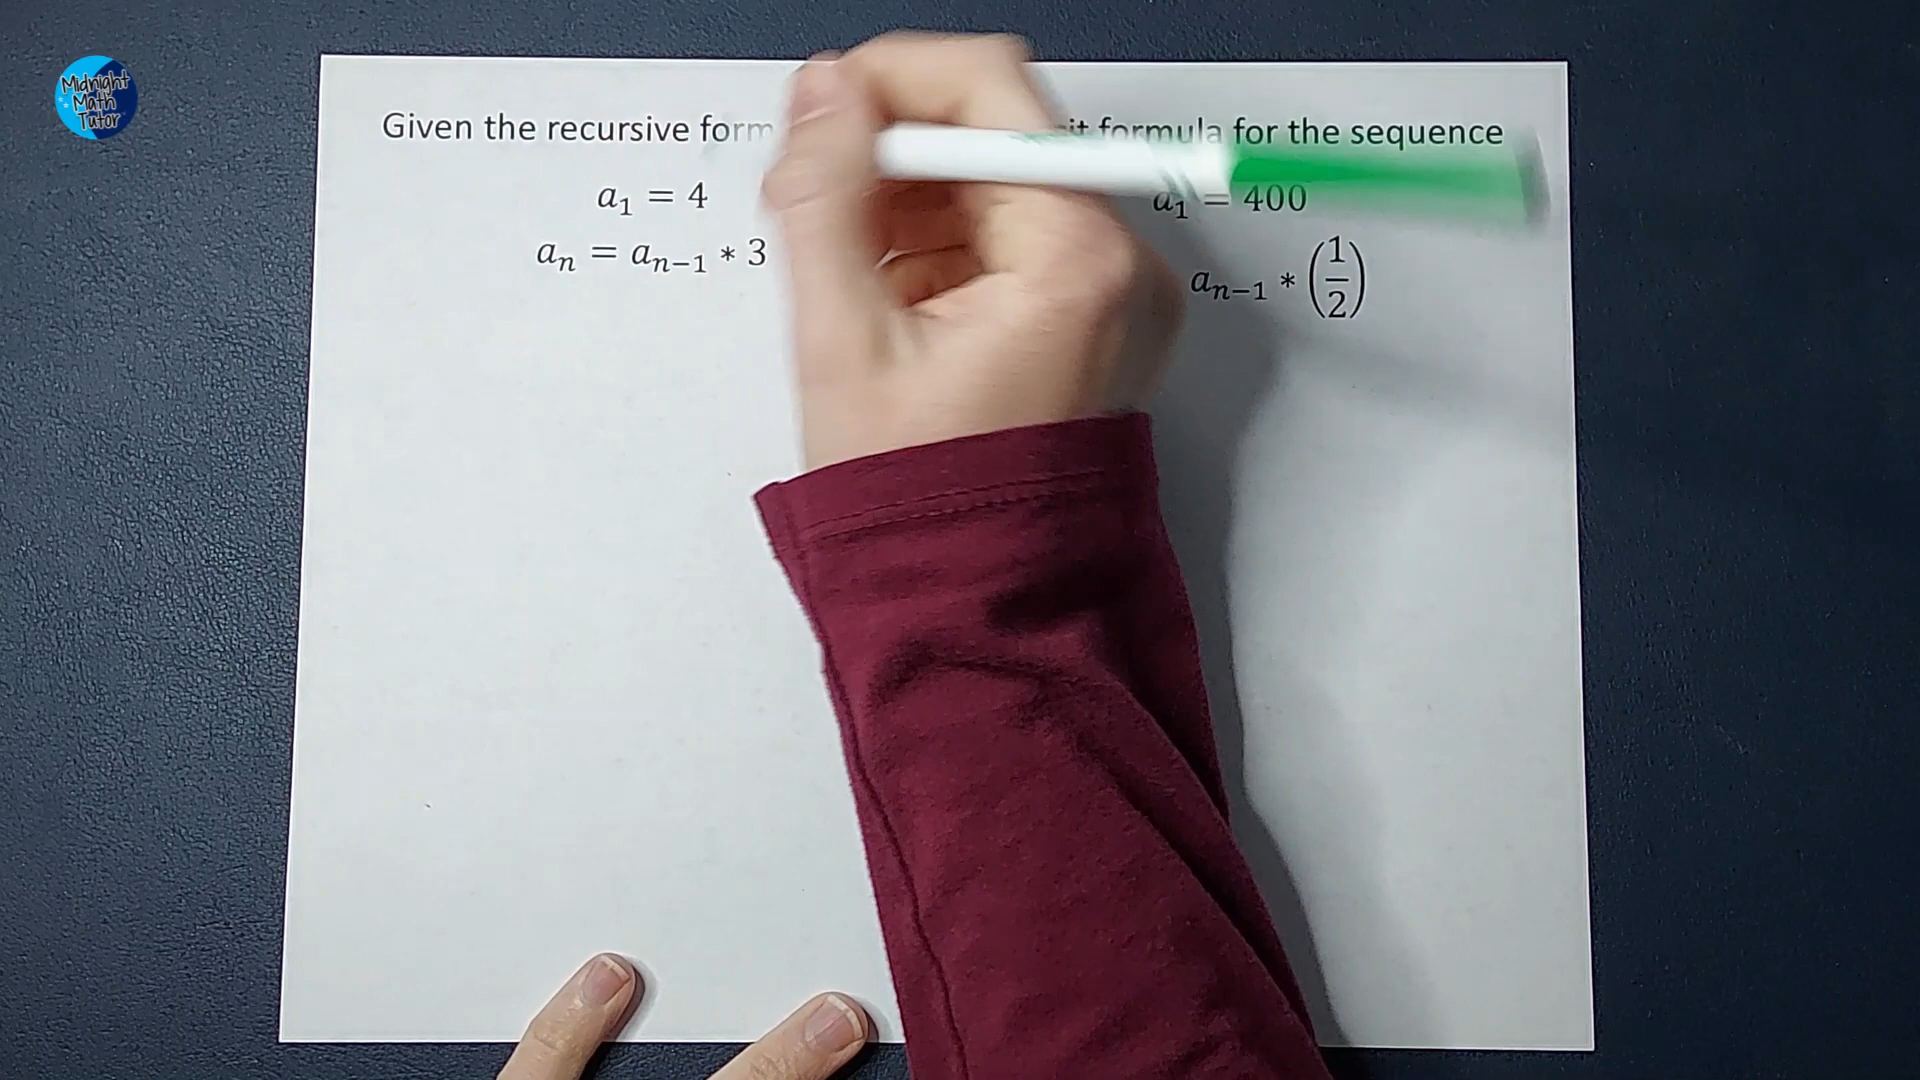 Midnight
Math
Tutor
Given the recursive form formula for the sequence
a₁ = 4
aₙ = aₙ₋₁ * 3
a₁ = 400
aₙ₋₁ * (1/2)